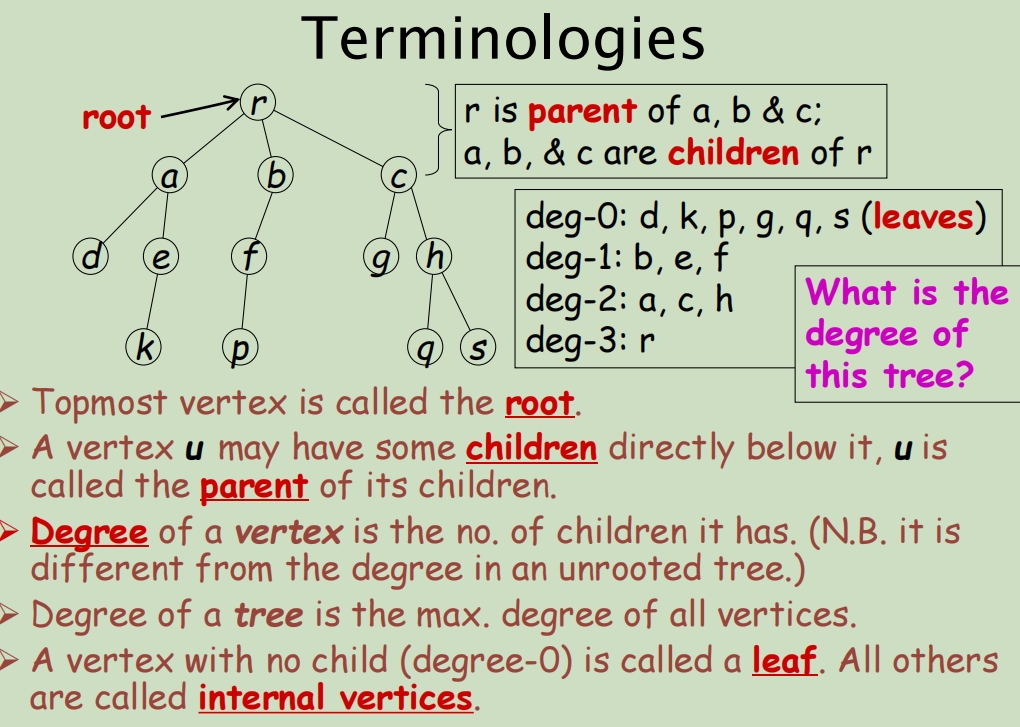 Terminologies
root
r
r is parent of a, b & c;
a, b, & c are children of r
a b c
deg-0: d, k, p, g, q, s (leaves)
deg-1: b, e, f
deg-2: a, c, h
deg-3: r
d e f g h
What is the
degree of
this tree?
k p q s
➢ Topmost vertex is called the root.
➢ A vertex u may have some children directly below it, u is
called the parent of its children.
➢ Degree of a vertex is the no. of children it has. (N.B. it is
different from the degree in an unrooted tree.)
➢ Degree of a tree is the max. degree of all vertices.
➢ A vertex with no child (degree-0) is called a leaf. All others
are called internal vertices.